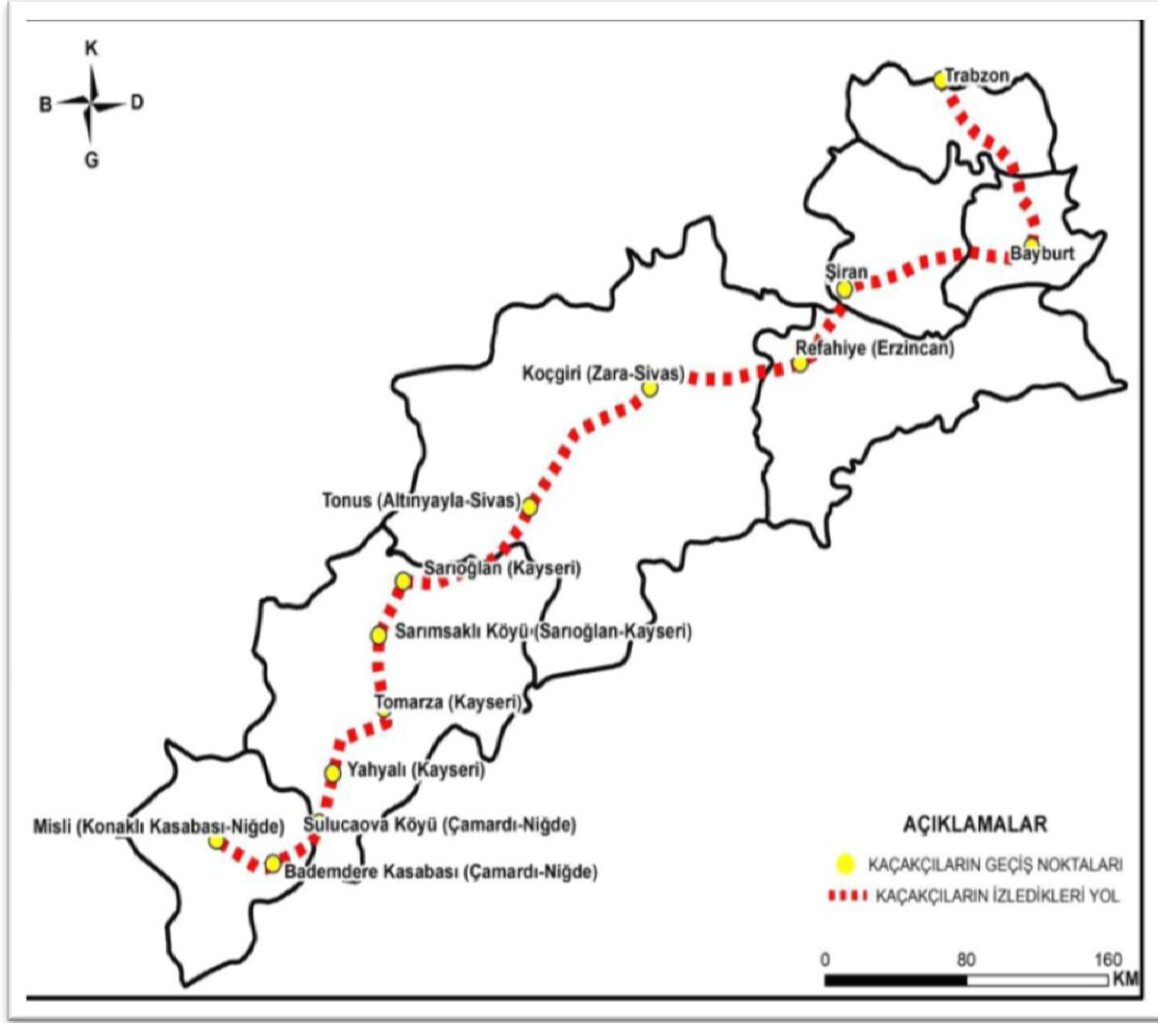 K
B D
G
Trabzon
Bayburt
Şiran
Refahiye (Erzincan)
Koçgiri (Zara-Sivas)
Tonus (Altınyayla-Sivas)
Sarıoğlan (Kayseri)
Sarımsaklı Köyü (Sarıoğlan-Kayseri)
Tomarza (Kayseri)
Yahyalı (Kayseri)
Misli (Konaklı Kasabası-Niğde)
Sulucaova Köyü (Çamardı-Niğde)
Bademdere Kasabası (Çamardı-Niğde)
AÇIKLAMALAR
KAÇAKÇILARIN GEÇİŞ NOKTALARI
KAÇAKÇILARIN İZLEDİKLERİ YOL
0 80 160
KM